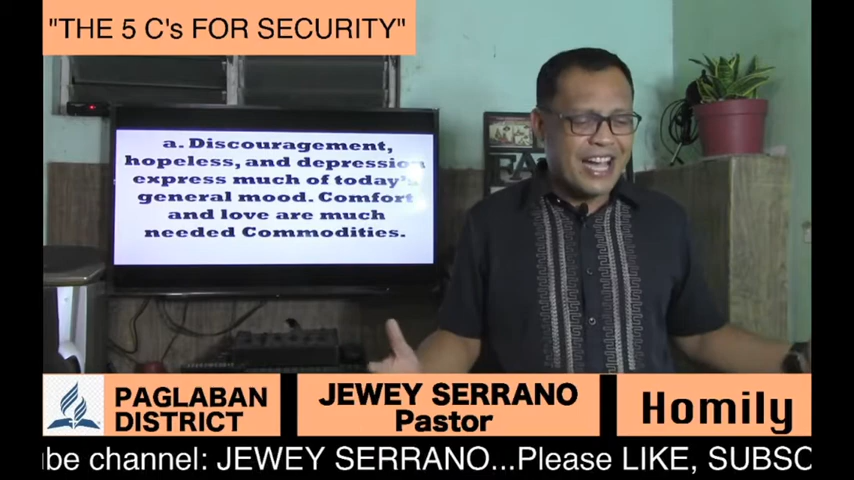 "THE 5 C's FOR SECURITY"
a. Discouragement,
hopeless, and depression
express much of today's
general mood. Comfort
and love are much
needed Commodities.
PAGLABAN
DISTRICT
JEWEY SERRANO
Pastor
Homily
be channel: JEWEY SERRANO...Please LIKE, SUBSC